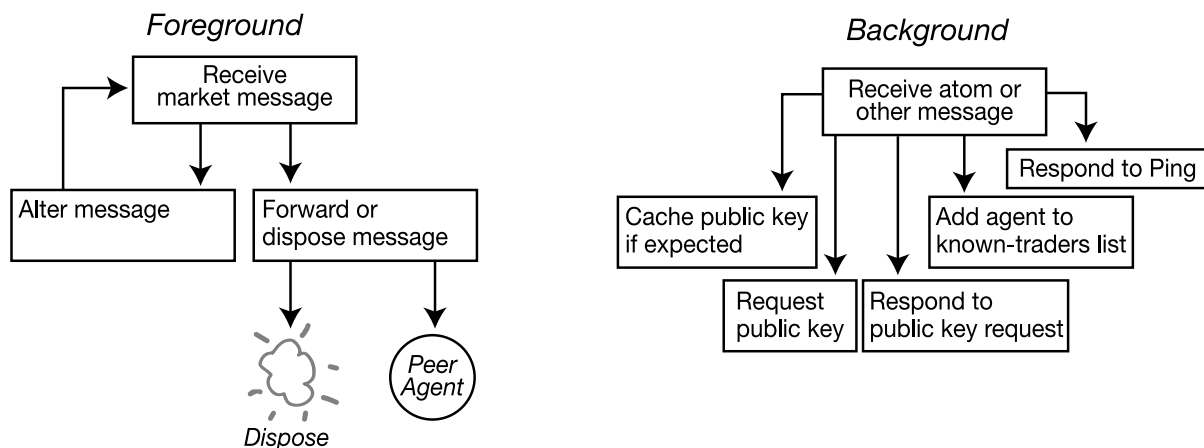 Foreground
Receive
market message
Alter message
Forward or
dispose message
Dispose
Peer
Agent
Background
Receive atom or
other message
Respond to Ping
Cache public key
if expected
Add agent to
known-traders list
Request
public key
Respond to
public key request